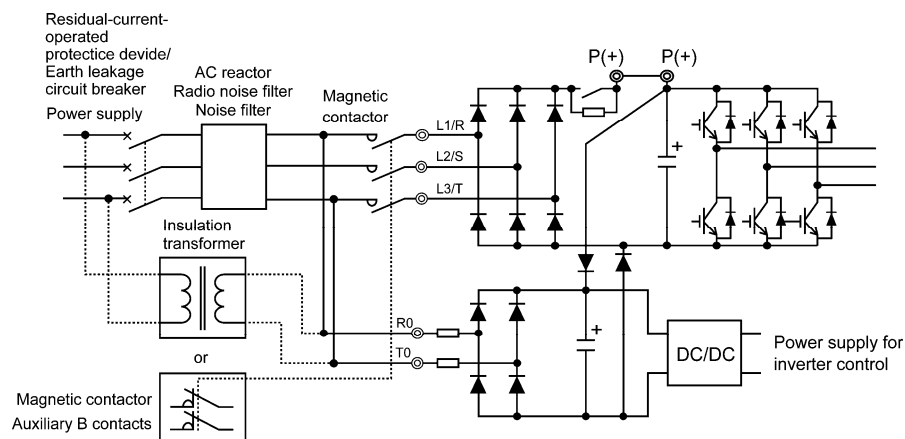 Residual-current-
operated
protectice devide/
Earth leakage
circuit breaker
Power supply
AC reactor
Radio noise filter
Noise filter
Magnetic
contactor
L1/R
L2/S
L3/T
P(+)
P(+)
+
Insulation
transformer
or
Magnetic contactor
Auxiliary B contacts
R0
T0
+
DC/DC
Power supply for
inverter control